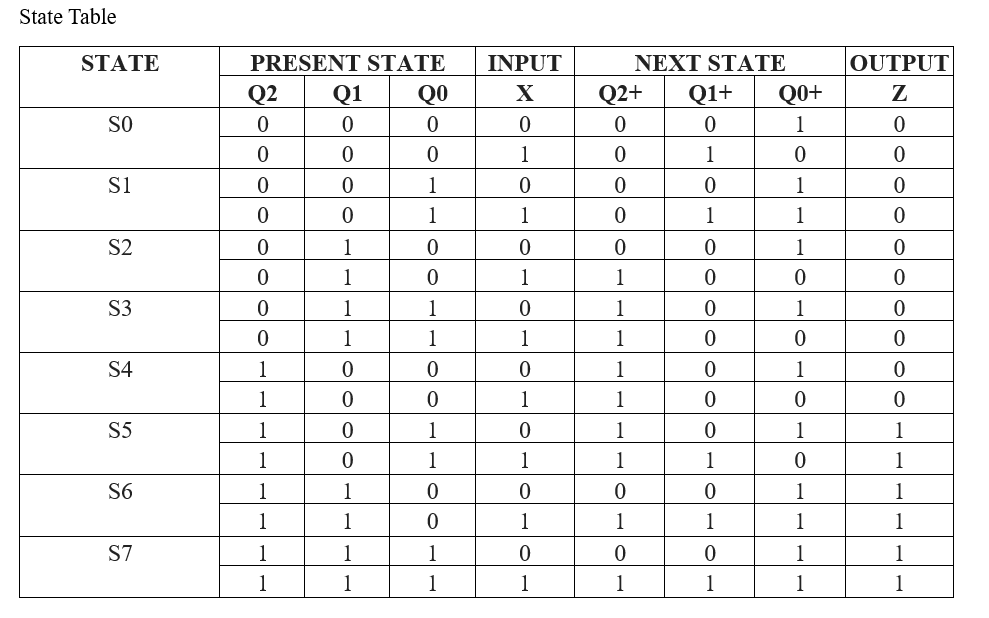 State Table
STATE PRESENT STATE INPUT NEXT STATE OUTPUT
Q2 Q1 Q0 X Q2+ Q1+ Q0+ Z
S0 0 0 0 0 0 0 1 0
0 0 0 1 0 1 0 0
S1 0 0 1 0 0 0 1 0
0 0 1 1 0 1 1 0
S2 0 1 0 0 0 0 1 0
0 1 0 1 1 0 0 0
S3 0 1 1 0 1 0 1 0
0 1 1 1 1 0 0 0
S4 1 0 0 0 1 0 1 0
1 0 0 1 1 0 0 0
S5 1 0 1 0 1 0 1 1
1 0 1 1 1 1 0 1
S6 1 1 0 0 0 0 1 1
1 1 0 1 1 1 1 1
S7 1 1 1 0 0 0 1 1
1 1 1 1 1 1 1 1